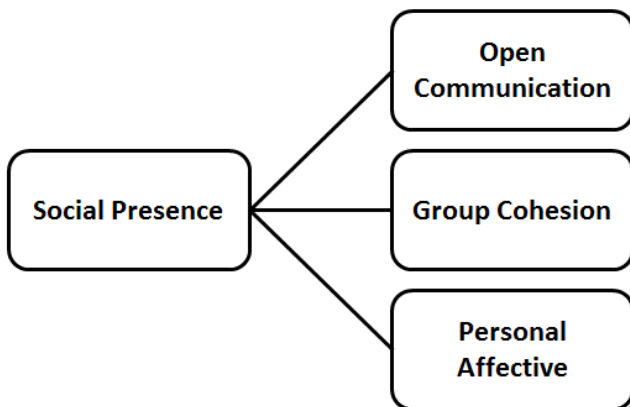 Open
Communication
Social Presence
Group Cohesion
Personal
Affective